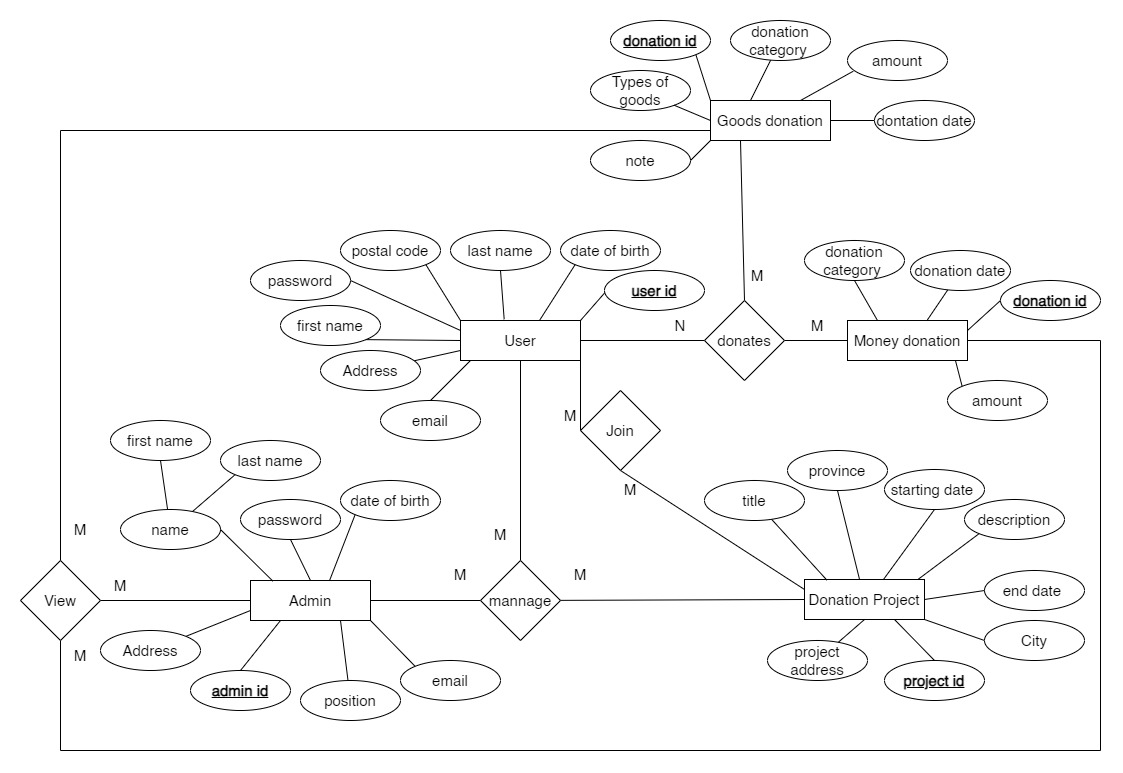 donation id
donation
category
amount
Types of
goods
Goods donation
dontation date
note
postal code
last name
date of birth
password
user id
first name
User
Address
email
M
N
donates
M
donation
category
donation date
donation id
Money donation
amount
M
Join
M
first name
last name
name
password
date of birth
M
M
View
M
Admin
M
M
mannage
M
Address
admin id
position
email
title
province
starting date
description
Donation Project
end date
City
project
address
project id